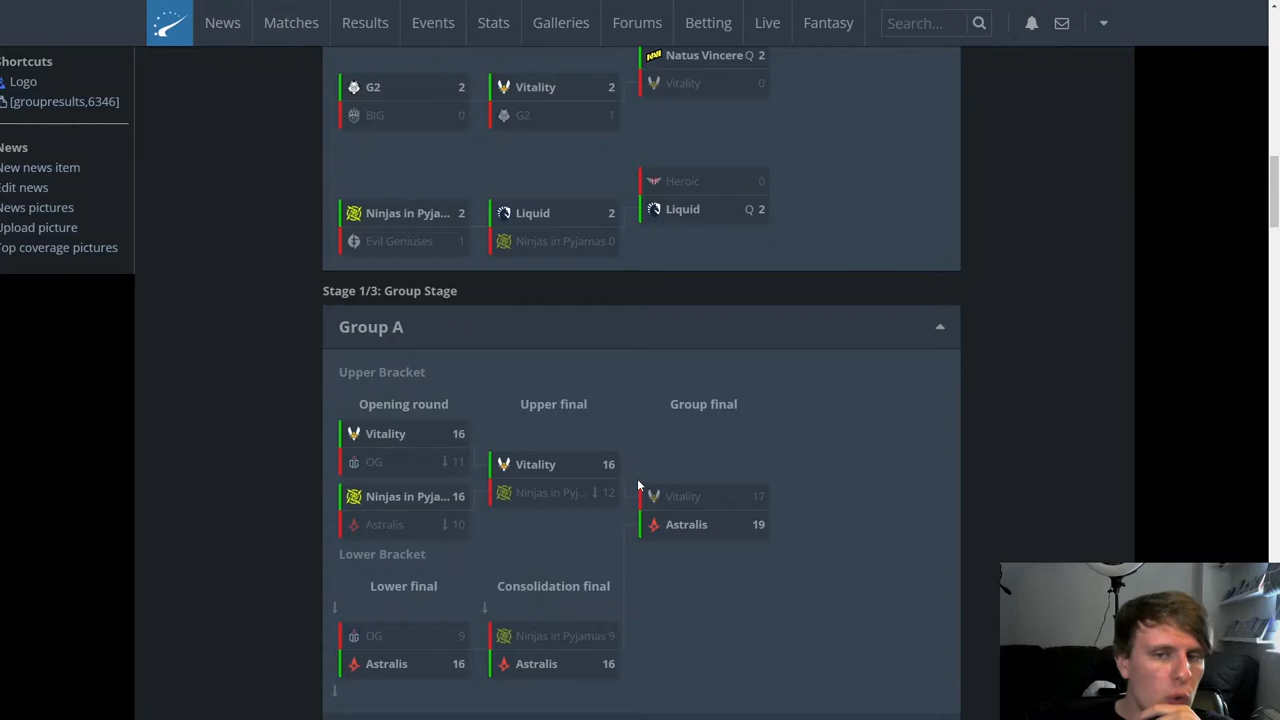 News Matches Results Events Stats Galleries Forums Betting Live Fantasy Search...
Shortcuts
Logo
[groupresults,6346]
News
New news item
Edit news
News pictures
Upload picture
Top coverage pictures
Natus Vincere Q 2
Vitality 0
G2 2
BIG 0
Vitality 2
G2 1
Heroic 0
Liquid Q 2
Ninjas in Pyja... 2
Evil Geniuses 1
Liquid 2
Ninjas in Pyjamas 0
Stage 1/3: Group Stage
Group A
Upper Bracket
Opening round Upper final Group final
Vitality 16
OG ↓ 11
Vitality 16
Ninjas in Pyj... ↓ 12
Ninjas in Pyja... 16
Astralis ↓ 10
Vitality 17
Astralis 19
Lower Bracket
Lower final Consolidation final
OG 9
Astralis 16
Ninjas in Pyjamas 9
Astralis 16